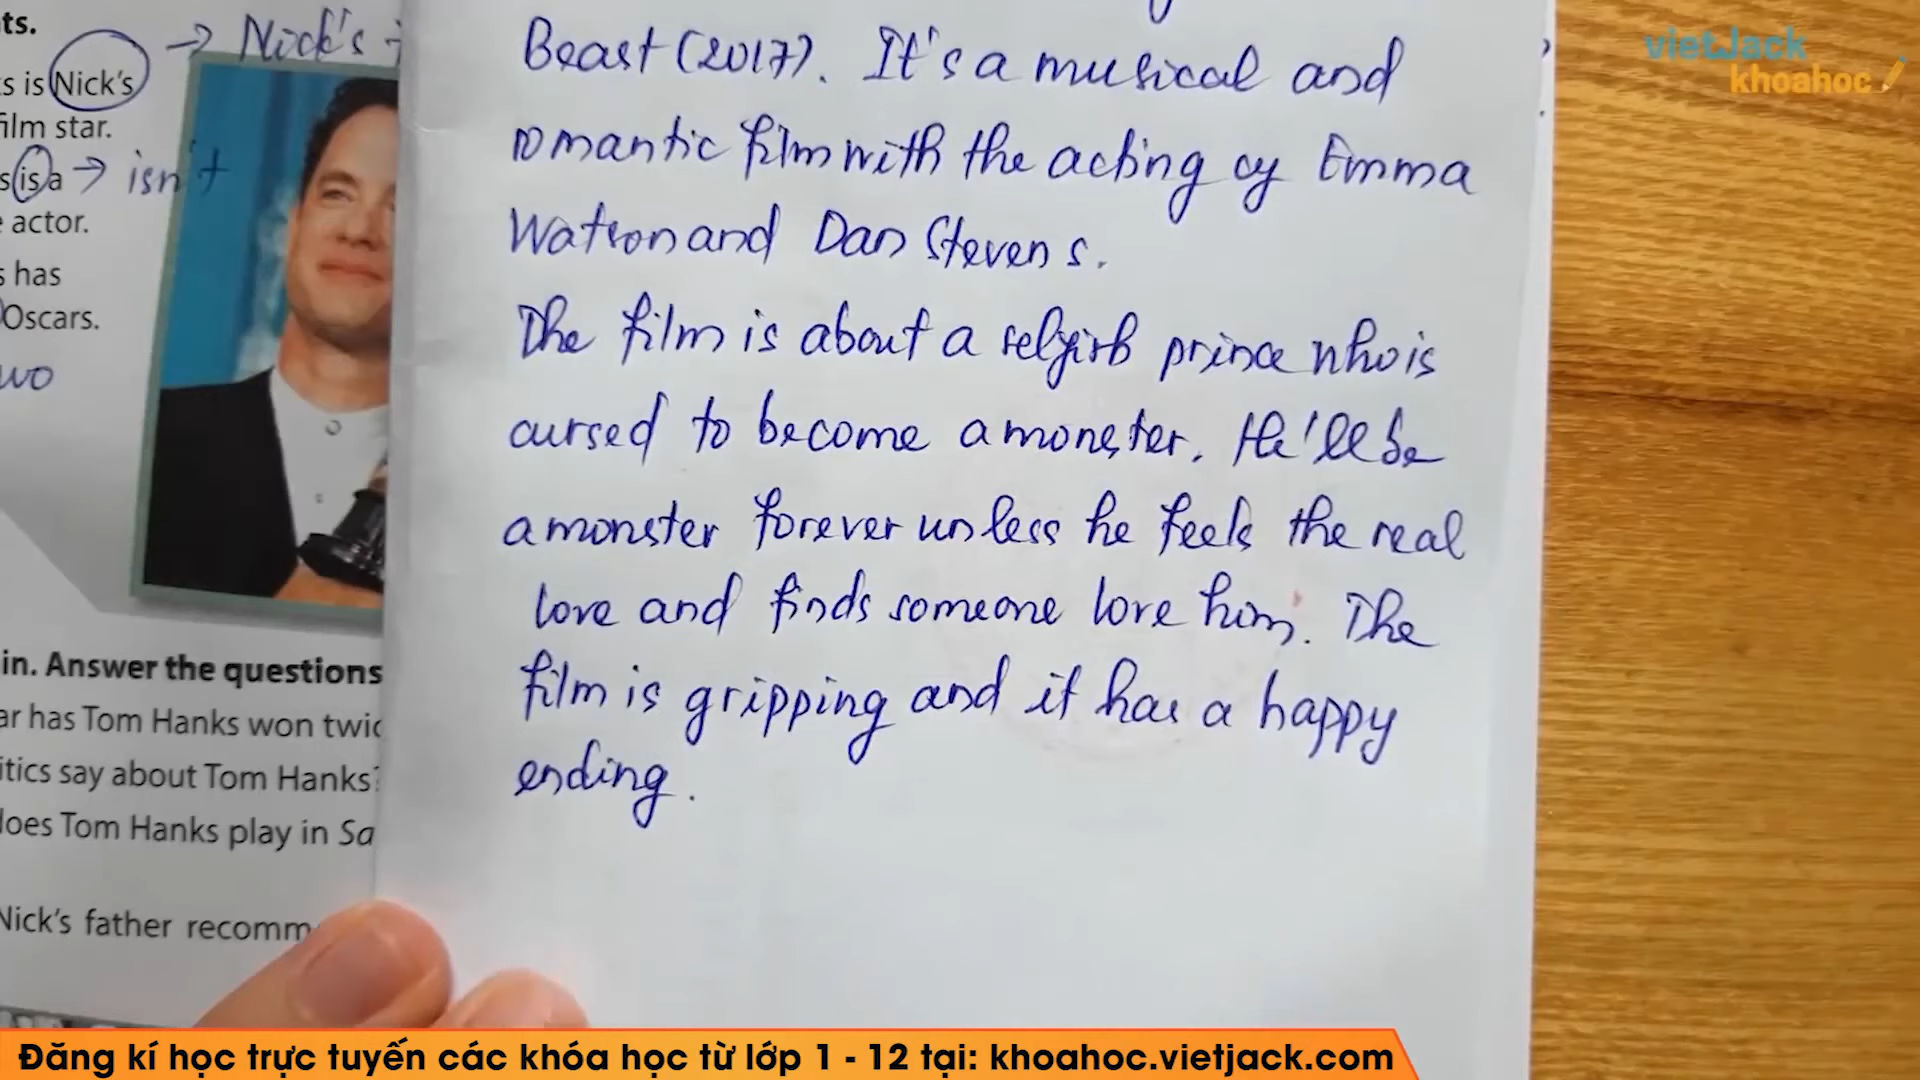 ts.
→ Nick's
s is Nick's
film star.
s is a → isn't
actor.
s has
Oscars.
wo
in. Answer the questions
ar has Tom Hanks won twic
itics say about Tom Hanks?
does Tom Hanks play in Sa
Nick's father recomm
Beast (2017). It's a musical and
romantic film with the acting oy Emma
Watson and Dan Stevens.
The film is about a selfish prince who is
cursed to become a monster. He'll be
a monster forever unless he feels the real
love and finds someone love him. The
film is gripping and it has a happy
ending.
vietJack
khoahoc
Đăng kí học trực tuyến các khóa học từ lớp 1 - 12 tại: khoahoc.vietjack.com